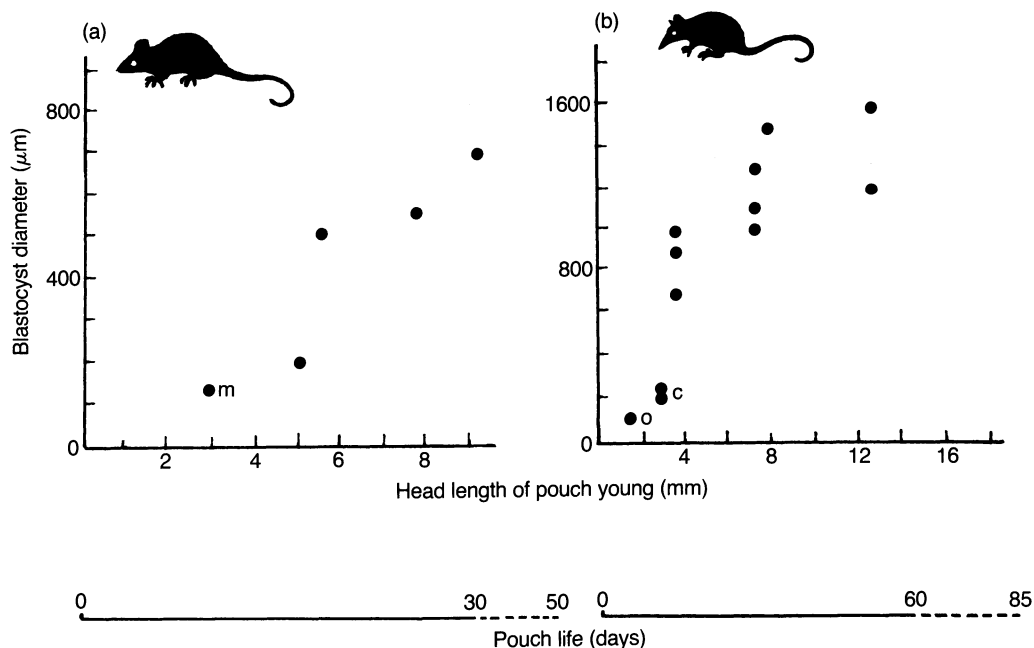 (a)
(b)
Blastocyst diameter (μm)
800
400
0
m
2 4 6 8
1600
800
0
o
c
4 8 12 16
Head length of pouch young (mm)
0 30 50
0 60 85
Pouch life (days)